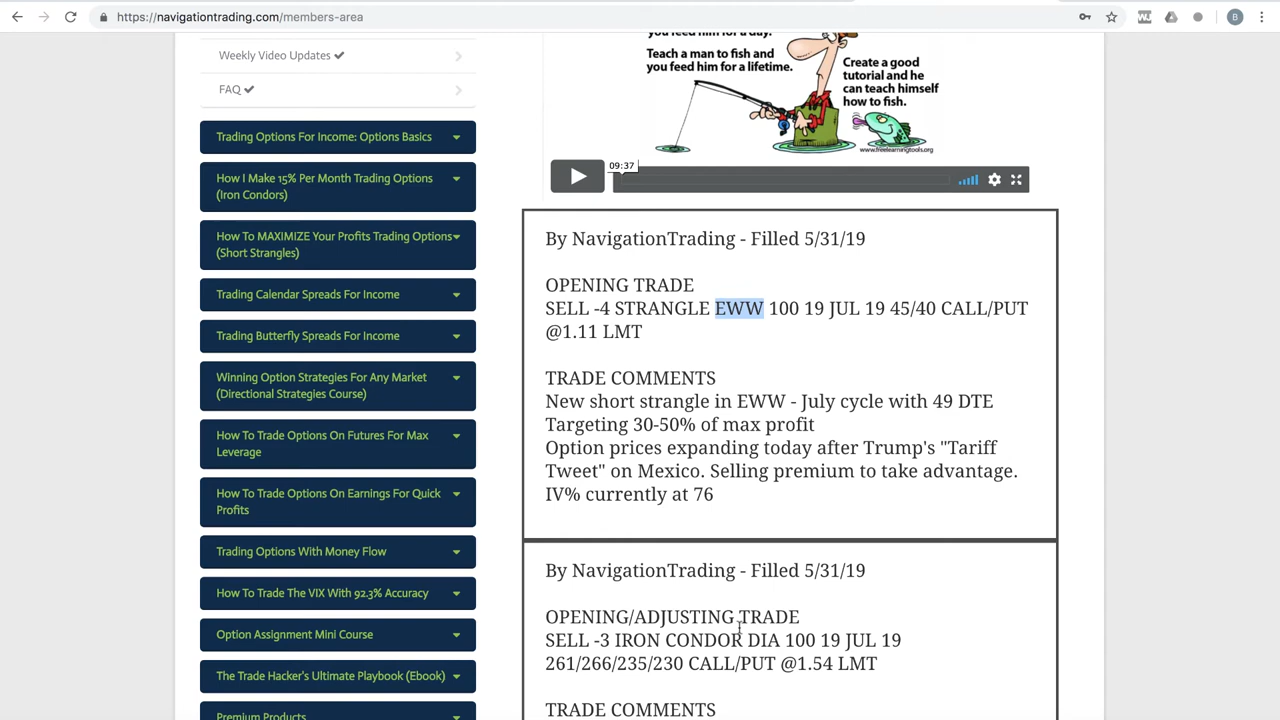 https://navigationtrading.com/members-area
B
Weekly Video Updates ✔
FAQ ✔
Trading Options For Income: Options Basics
How I Make 15% Per Month Trading Options
(Iron Condors)
How To MAXIMIZE Your Profits Trading Options
(Short Strangles)
Trading Calendar Spreads For Income
Trading Butterfly Spreads For Income
Winning Option Strategies For Any Market
(Directional Strategies Course)
How To Trade Options On Futures For Max
Leverage
How To Trade Options On Earnings For Quick
Profits
Trading Options With Money Flow
How To Trade The VIX With 92.3% Accuracy
Option Assignment Mini Course
The Trade Hacker's Ultimate Playbook (Ebook)
Premium Products
you feed him for a day.
Teach a man to fish and
you feed him for a lifetime.
Create a good
tutorial and he
can teach himself
how to fish.
www.freelearningtools.org
09:37
By NavigationTrading - Filled 5/31/19
OPENING TRADE
SELL -4 STRANGLE EWW 100 19 JUL 19 45/40 CALL/PUT
@1.11 LMT
TRADE COMMENTS
New short strangle in EWW - July cycle with 49 DTE
Targeting 30-50% of max profit
Option prices expanding today after Trump's "Tariff
Tweet" on Mexico. Selling premium to take advantage.
IV% currently at 76
By NavigationTrading - Filled 5/31/19
OPENING/ADJUSTING TRADE
SELL -3 IRON CONDOR DIA 100 19 JUL 19
261/266/235/230 CALL/PUT @1.54 LMT
TRADE COMMENTS